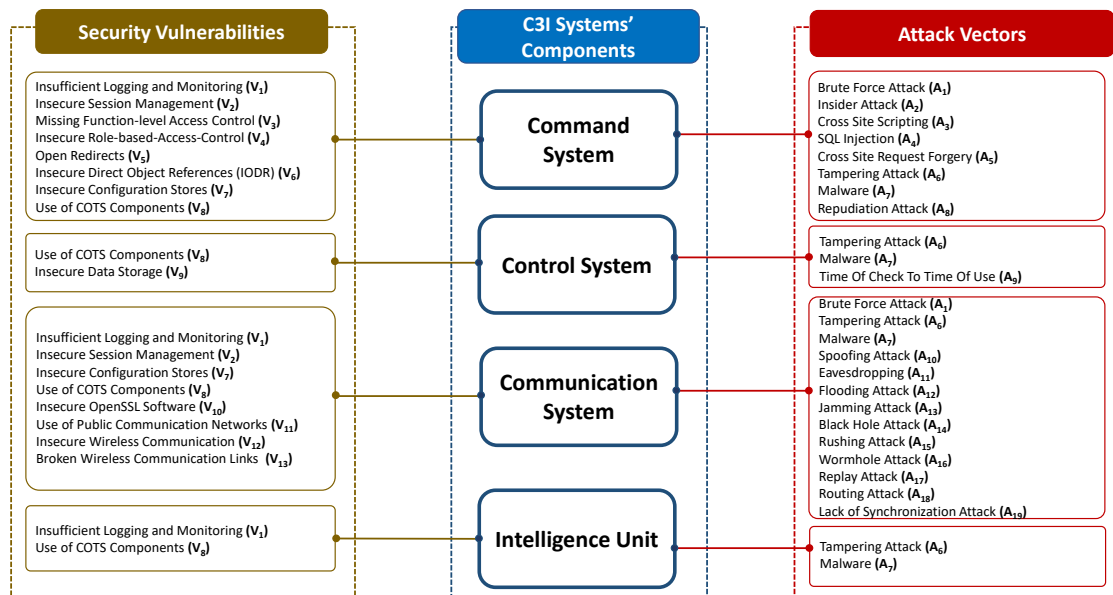 Security Vulnerabilities
C3I Systems'
Components
Attack Vectors
Insufficient Logging and Monitoring (V1)
Insecure Session Management (V2)
Missing Function-level Access Control (V3)
Insecure Role-based-Access-Control (V4)
Open Redirects (V5)
Insecure Direct Object References (IODR) (V6)
Insecure Configuration Stores (V7)
Use of COTS Components (V8)
Command
System
Brute Force Attack (A1)
Insider Attack (A2)
Cross Site Scripting (A3)
SQL Injection (A4)
Cross Site Request Forgery (A5)
Tampering Attack (A6)
Malware (A7)
Repudiation Attack (A8)
Use of COTS Components (V8)
Insecure Data Storage (V9)
Control System
Tampering Attack (A6)
Malware (A7)
Time Of Check To Time Of Use (A9)
Insufficient Logging and Monitoring (V1)
Insecure Session Management (V2)
Insecure Configuration Stores (V7)
Use of COTS Components (V8)
Insecure OpenSSL Software (V10)
Use of Public Communication Networks (V11)
Insecure Wireless Communication (V12)
Broken Wireless Communication Links (V13)
Communication
System
Brute Force Attack (A1)
Tampering Attack (A6)
Malware (A7)
Spoofing Attack (A10)
Eavesdropping (A11)
Flooding Attack (A12)
Jamming Attack (A13)
Black Hole Attack (A14)
Rushing Attack (A15)
Wormhole Attack (A16)
Replay Attack (A17)
Routing Attack (A18)
Lack of Synchronization Attack (A19)
Insufficient Logging and Monitoring (V1)
Use of COTS Components (V8)
Intelligence Unit
Tampering Attack (A6)
Malware (A7)